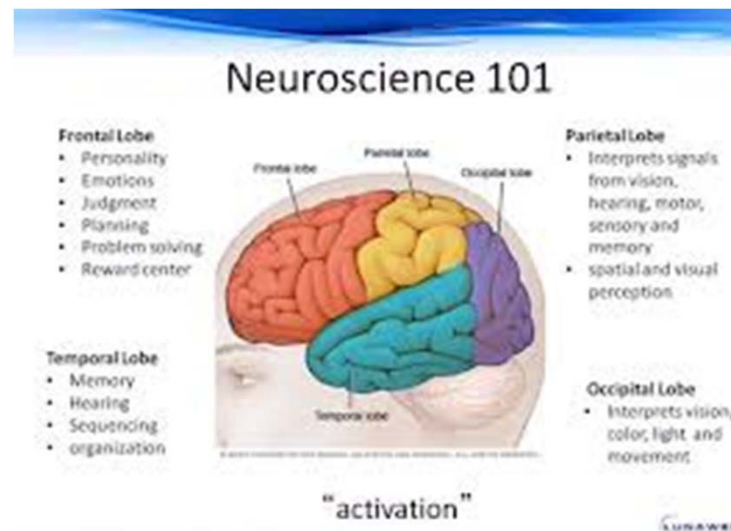 Neuroscience 101
Frontal Lobe
• Personality
• Emotions
• Judgment
• Planning
• Problem solving
• Reward center
Temporal Lobe
• Memory
• Hearing
• Sequencing
• organization
Frontal lobe
Parietal lobe
Occipital lobe
Temporal lobe
Parietal Lobe
• Interprets signals
from vision,
hearing, motor,
sensory and
memory
• spatial and visual
perception
Occipital Lobe
• Interprets vision,
color, light and
movement
"activation"